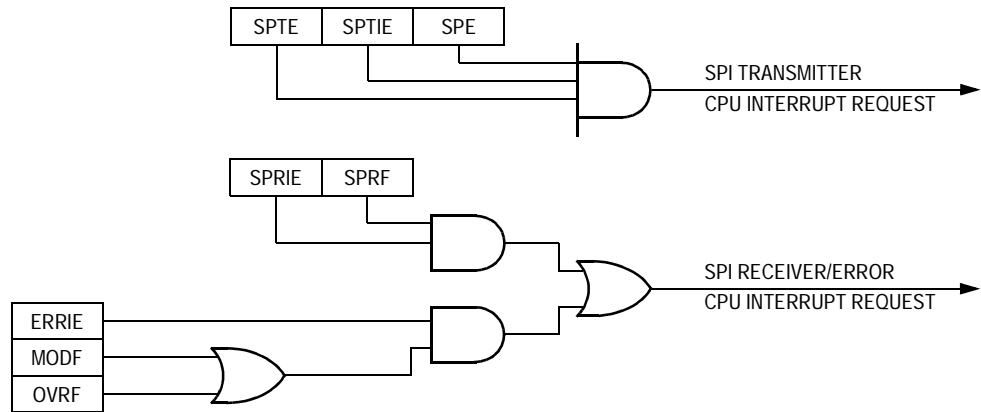 SPTE SPTIE SPE
SPI TRANSMITTER
CPU INTERRUPT REQUEST
SPRIE SPRF
SPI RECEIVER/ERROR
CPU INTERRUPT REQUEST
ERRIE
MODF
OVRF